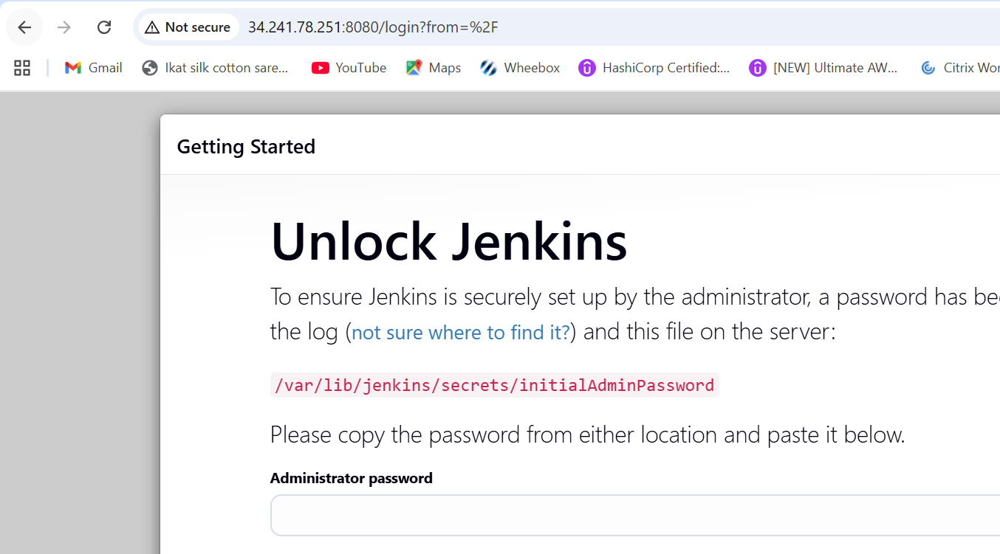 Not secure 34.241.78.251:8080/login?from=%2F
Gmail Ikat silk cotton sare... YouTube Maps Wheebox HashiCorp Certified:... [NEW] Ultimate AW... Citrix Wor
Getting Started
Unlock Jenkins
To ensure Jenkins is securely set up by the administrator, a password has bee
the log (not sure where to find it?) and this file on the server:
/var/lib/jenkins/secrets/initialAdminPassword
Please copy the password from either location and paste it below.
Administrator password